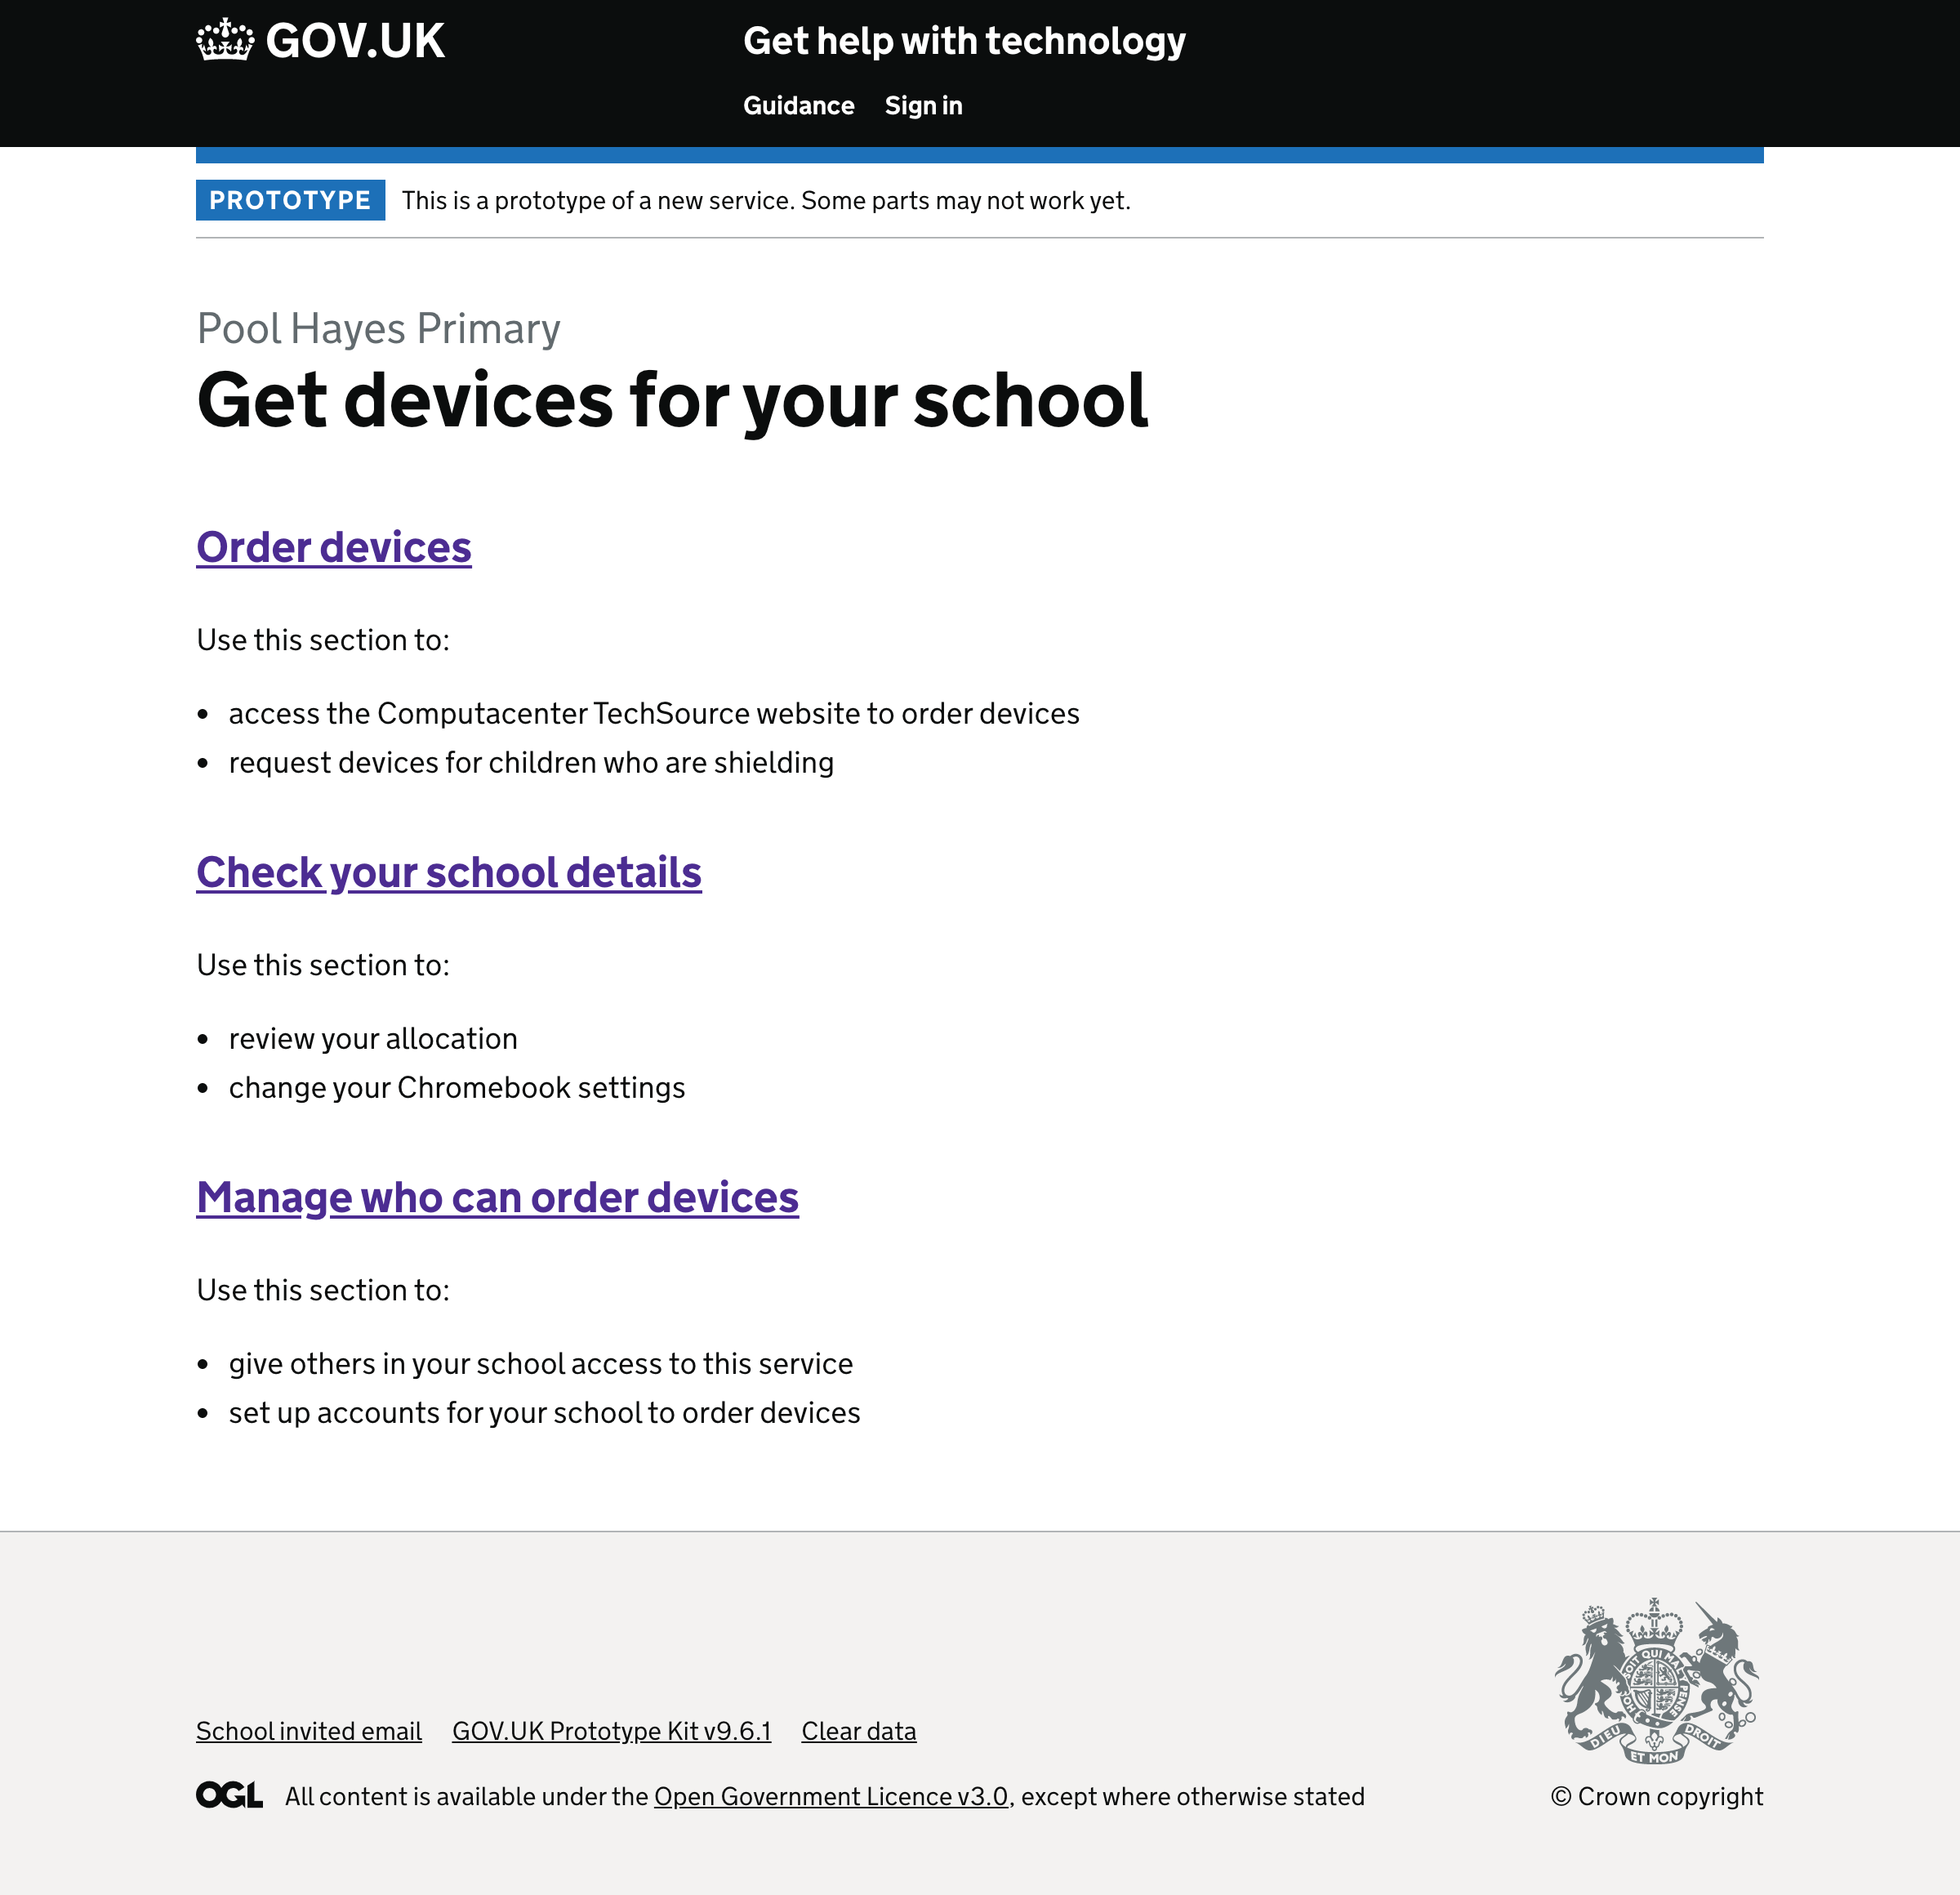 GOV.UK
Get help with technology
Guidance Sign in
PROTOTYPE This is a prototype of a new service. Some parts may not work yet.
Pool Hayes Primary
Get devices for your school
Order devices
Use this section to:
• access the Computacenter TechSource website to order devices
• request devices for children who are shielding
Check your school details
Use this section to:
• review your allocation
• change your Chromebook settings
Manage who can order devices
Use this section to:
• give others in your school access to this service
• set up accounts for your school to order devices
School invited email GOV.UK Prototype Kit v9.6.1 Clear data
OGL All content is available under the Open Government Licence v3.0, except where otherwise stated
SOIT QUI MAL PENSE
DIEU ET MON DROIT
© Crown copyright